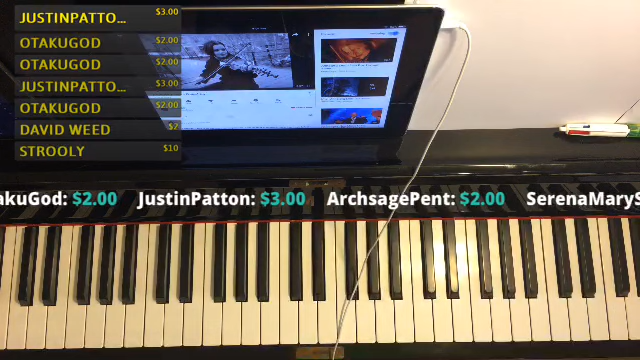 JUSTINPATTO... $3.00
OTAKUGOD $2.00
OTAKUGOD $2.00
JUSTINPATTO... $3.00
OTAKUGOD $2.00
DAVID WEED $7
STROOLY $10
akuGod: $2.00 JustinPatton: $3.00 ArchsagePent: $2.00 SerenaMaryS